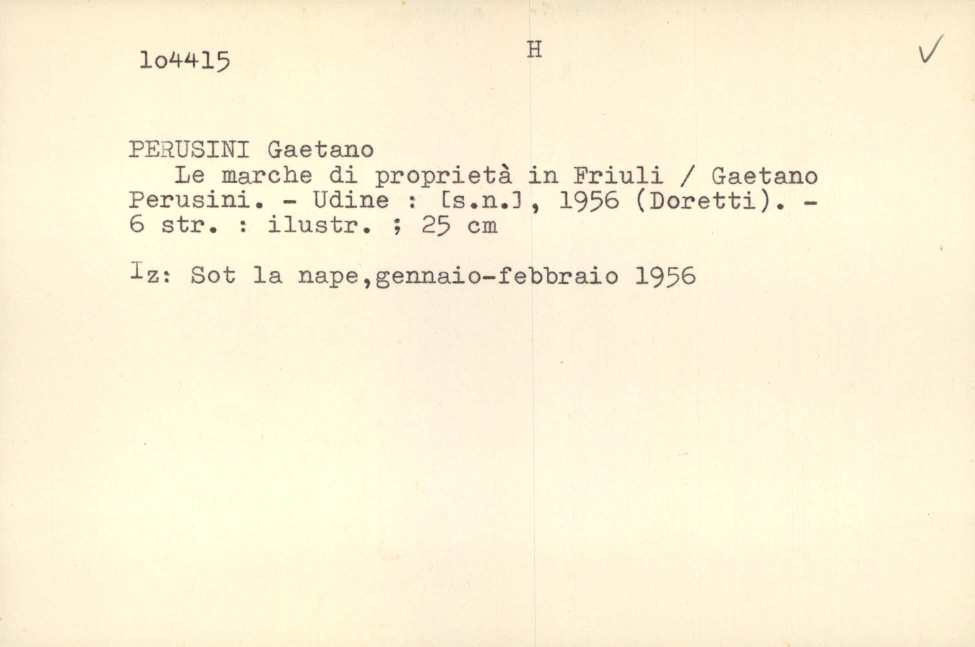 lo4415
H
PERUSINI Gaetano
Le marche di proprietà in Friuli / Gaetano
Perusini. - Udine : [s.n.], 1956 (Doretti). -
6 str. : ilustr. ; 25 cm
Iz: Sot la nape,gennaio-febbraio 1956